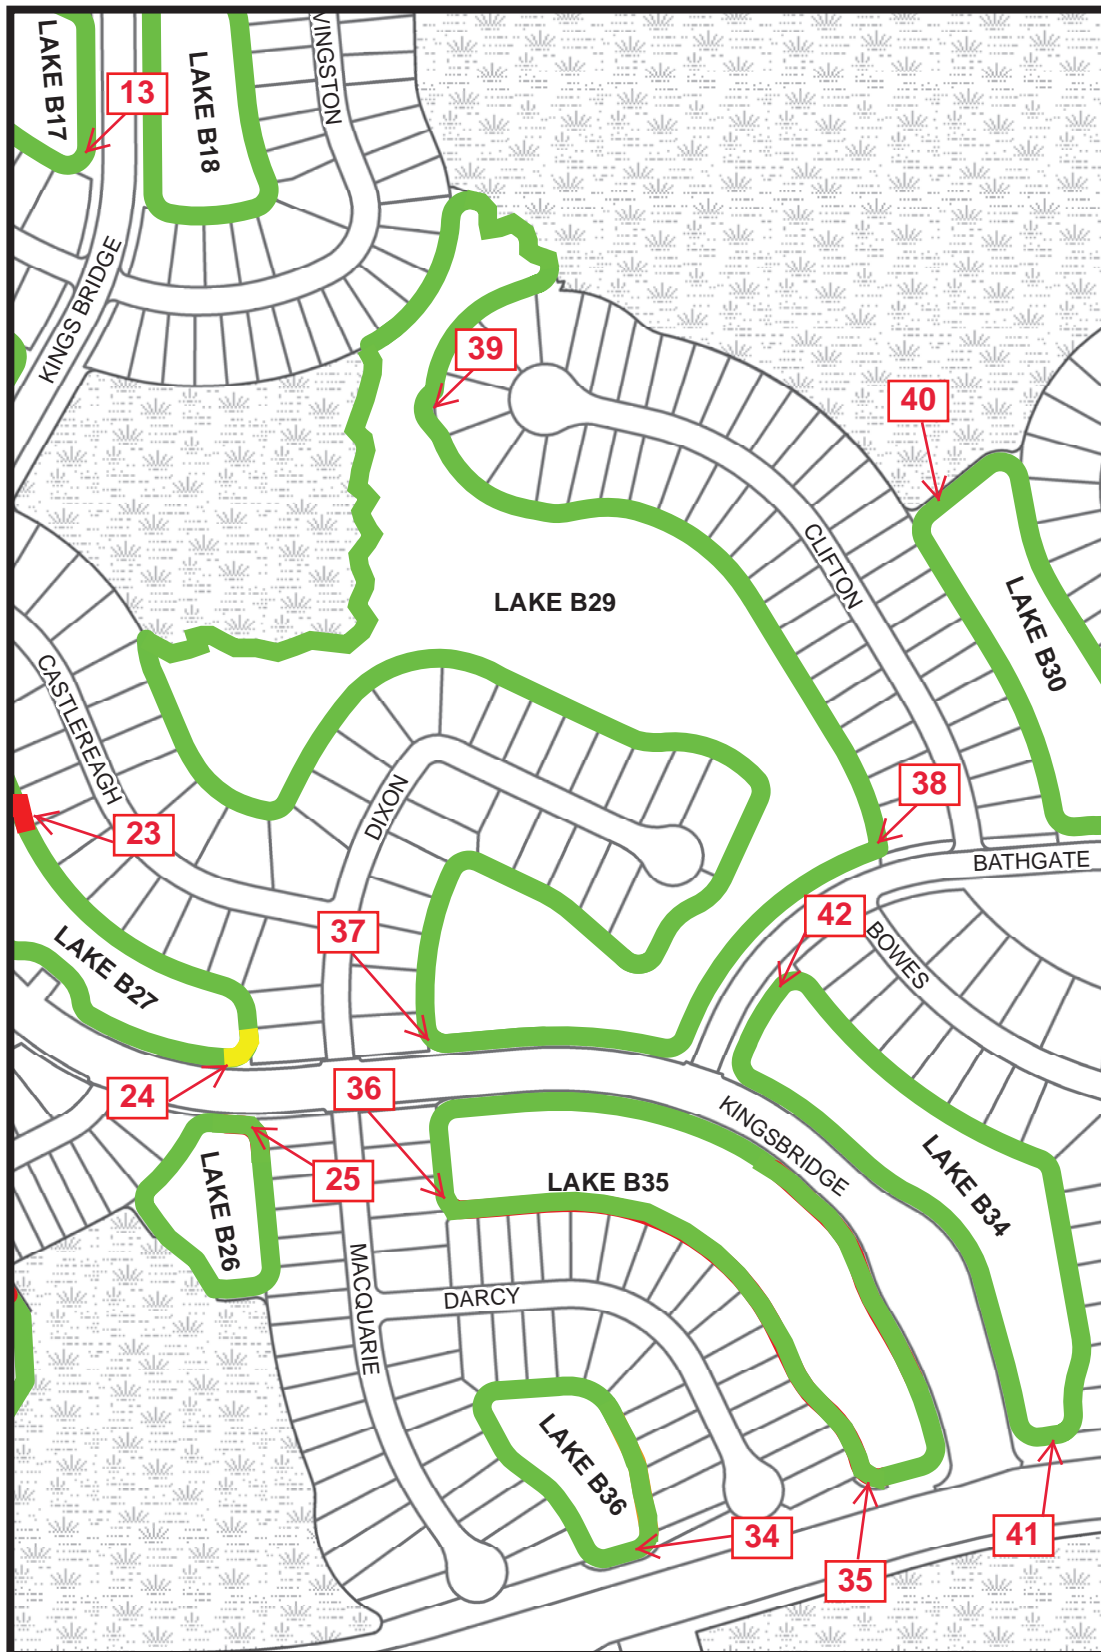 LAKE B17
13
LAKE B18
VINGSTON
KINGS BRIDGE
39
40
CLIFTON
LAKE B29
LAKE B30
CASTLEREAGH
23
DIXON
38
BATHGATE
37
42
BOWES
LAKE B27
24
36
KINGSBRIDGE
25
LAKE B35
LAKE B34
LAKE B26
MACQUARIE
DARCY
LAKE B36
34
35
41